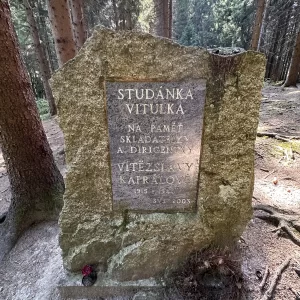 STUDÁNKA
VITULKA
NA PAMĚŤ
SKLADATELKY
A DIRIGENTKY
VÍTĚZSLAVY
KAPRÁLOVÉ